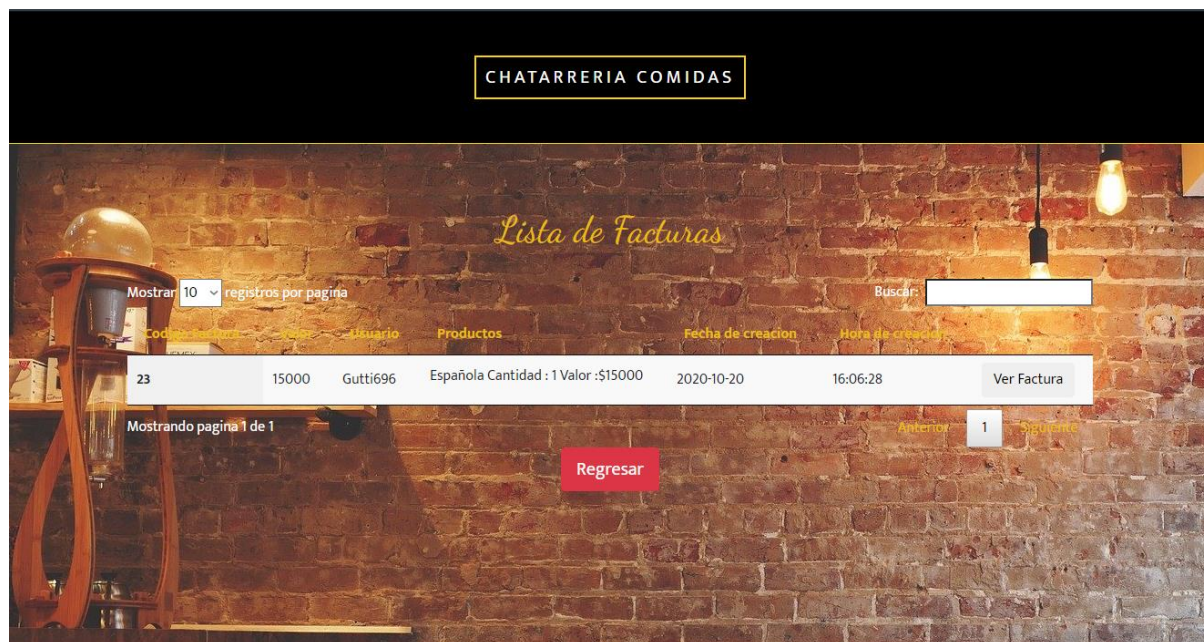 CHATARRERIA COMIDAS
Lista de Facturas
Mostrar 10 registros por pagina Buscar:
Codigo factura Valor Usuario Productos Fecha de creacion Hora de creacion
23 15000 Gutti696 Española Cantidad : 1 Valor :$15000 2020-10-20 16:06:28 Ver Factura
Mostrando pagina 1 de 1 Anterior 1 Siguiente
Regresar